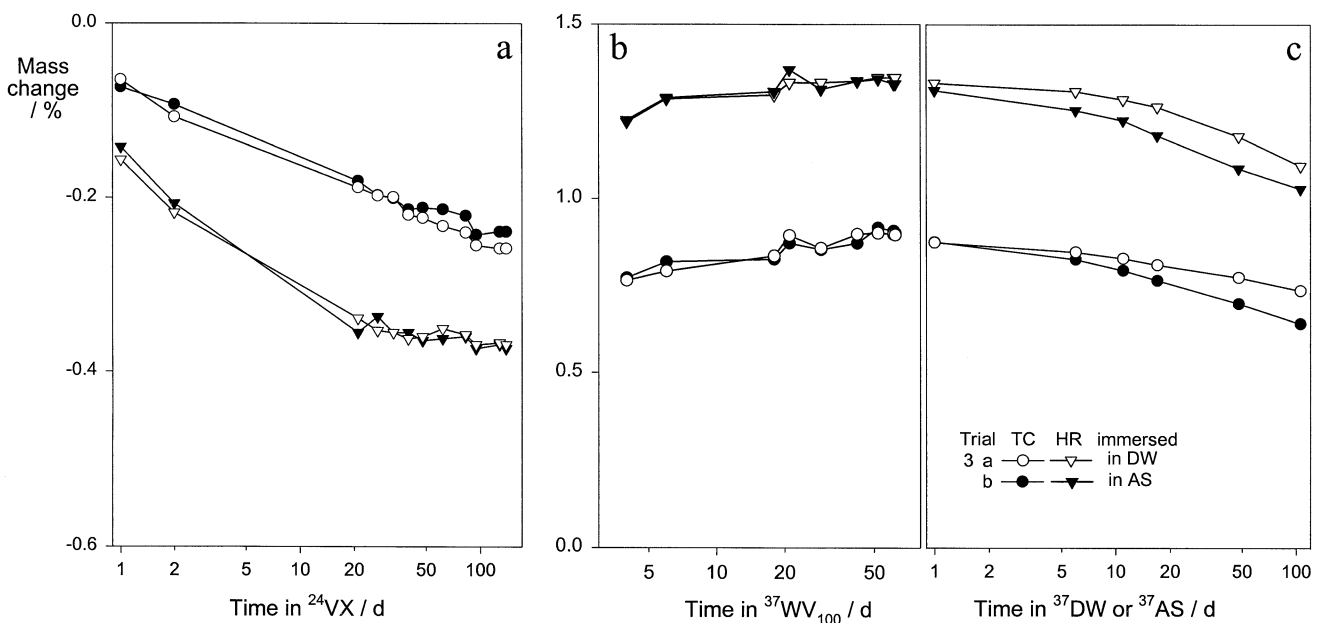 Mass
change
/ %
0.0
-0.2
-0.4
-0.6
a
1 2 5 10 20 50 100
Time in ²⁴VX / d
1.5
1.0
0.5
0.0
b
5 10 20 50
Time in ³⁷WV₁₀₀ / d
c
Trial TC HR immersed
3 a in DW
b in AS
1 2 5 10 20 50 100
Time in ³⁷DW or ³⁷AS / d